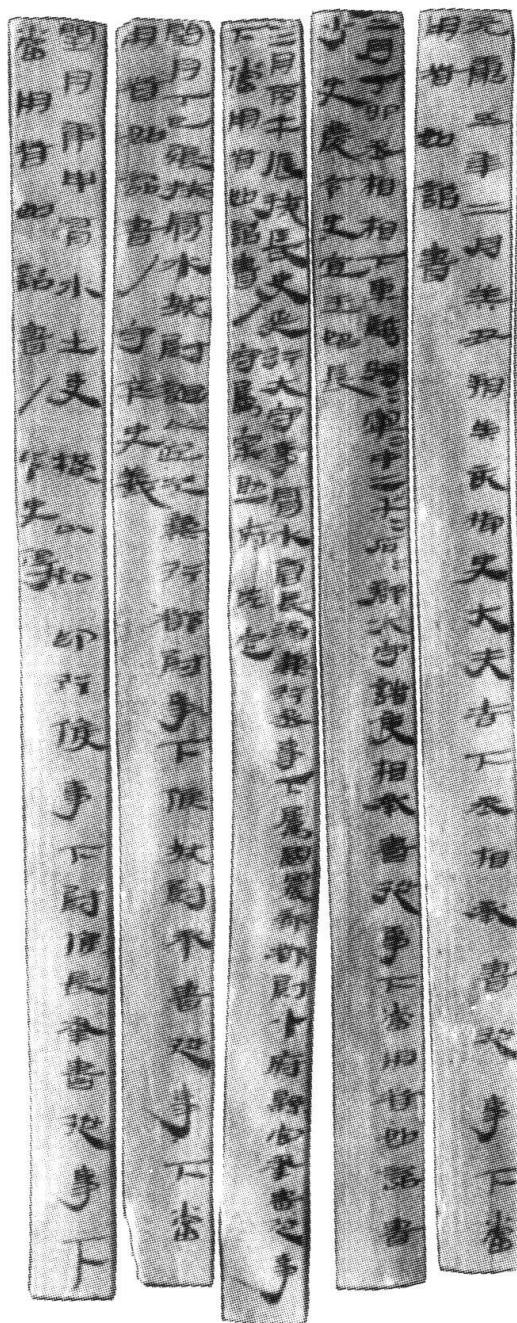 元康五年二月癸丑朔癸亥御史大夫吉下丞相承書從事下當
用者如詔書
二月丁卯丞相相下車騎將=軍=中二=千=石=郡大守諸侯相承書從事下當用者如詔書
少史慶令史宜王始長
三月丙午張掖長史延行大守事肩水倉長湯兼行丞事下屬國農部都尉小府縣官承書從事
下當用者如詔書/守屬宗助府佐定
閏月丁巳張掖肩水城尉誼以近次兼行都尉事下候城尉承書從事下當
用者如詔書/守卒史義
閏月庚申肩水士吏橫以私印行候事下尉候長承書從事下
當用者如詔書/令史得